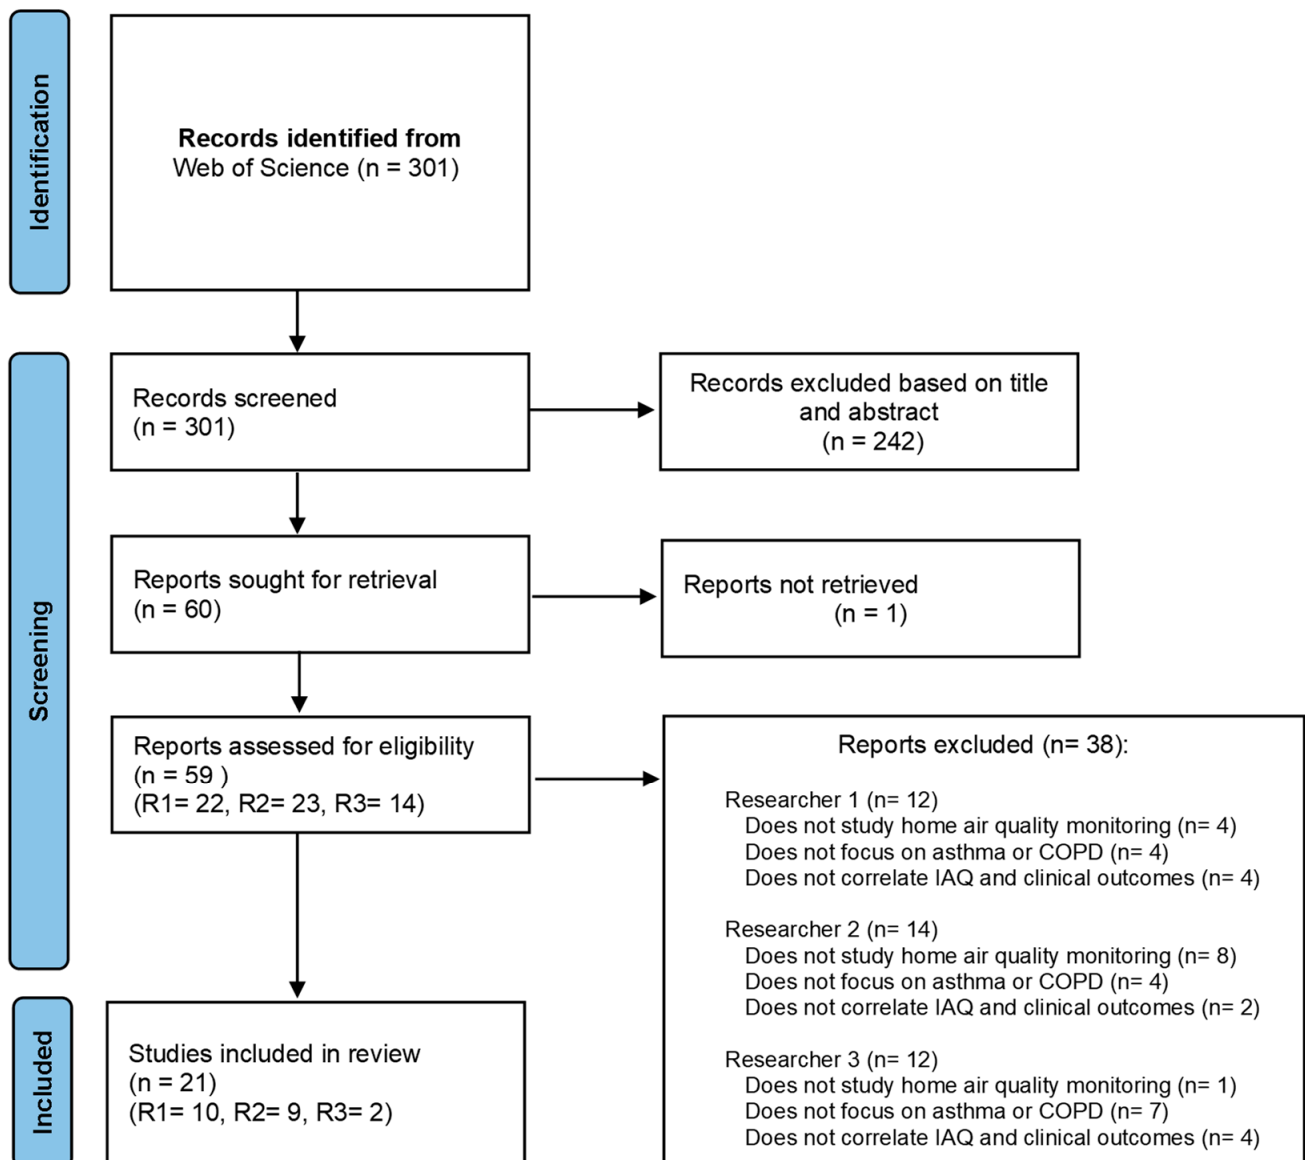 Identification
Records identified from
Web of Science (n = 301)
Screening
Records screened
(n = 301)
Records excluded based on title
and abstract
(n = 242)
Reports sought for retrieval
(n = 60)
Reports not retrieved
(n = 1)
Reports assessed for eligibility
(n = 59 )
(R1= 22, R2= 23, R3= 14)
Reports excluded (n= 38):
Researcher 1 (n= 12)
Does not study home air quality monitoring (n= 4)
Does not focus on asthma or COPD (n= 4)
Does not correlate IAQ and clinical outcomes (n= 4)
Researcher 2 (n= 14)
Does not study home air quality monitoring (n= 8)
Does not focus on asthma or COPD (n= 4)
Does not correlate IAQ and clinical outcomes (n= 2)
Researcher 3 (n= 12)
Does not study home air quality monitoring (n= 1)
Does not focus on asthma or COPD (n= 7)
Does not correlate IAQ and clinical outcomes (n= 4)
Included
Studies included in review
(n = 21)
(R1= 10, R2= 9, R3= 2)